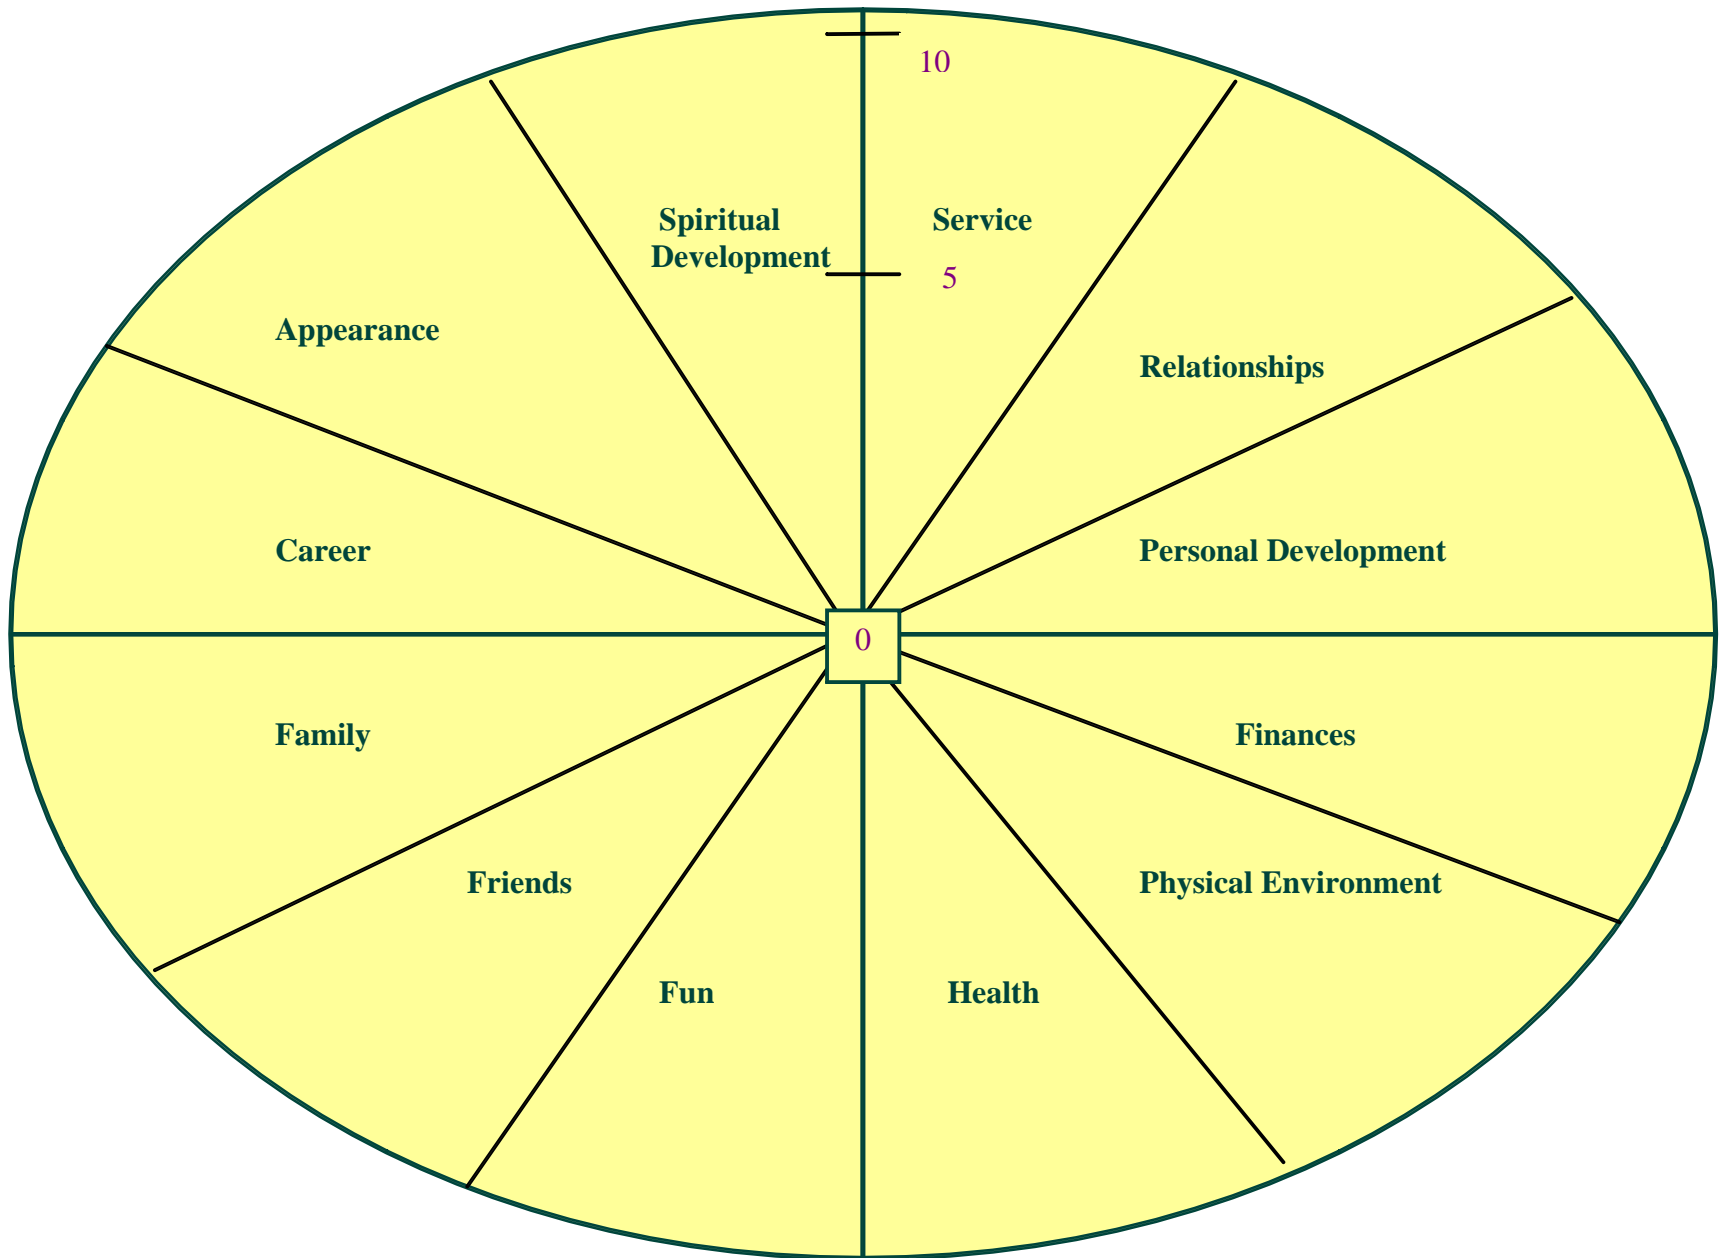 10
Spiritual
Development
Service
5
Appearance
Relationships
Career
Personal Development
0
Family
Finances
Friends
Physical Environment
Fun
Health